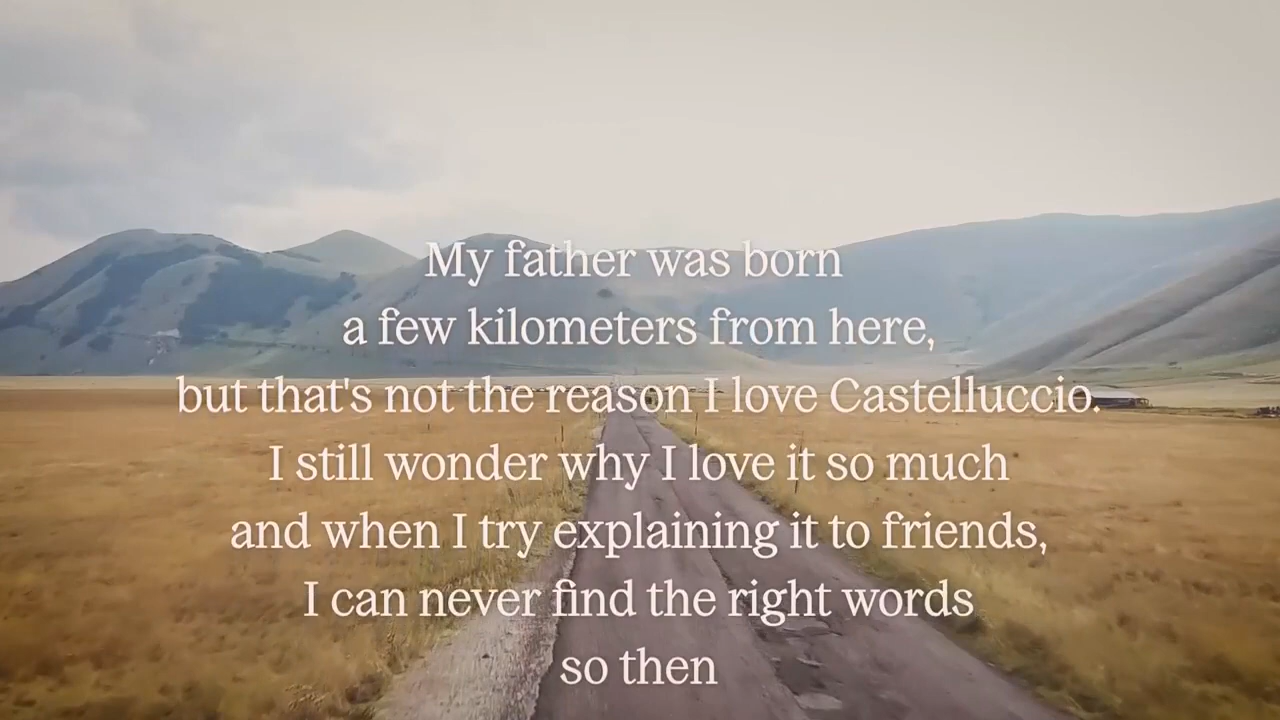 My father was born
a few kilometers from here,
but that's not the reason I love Castelluccio.
I still wonder why I love it so much
and when I try explaining it to friends,
I can never find the right words
so then